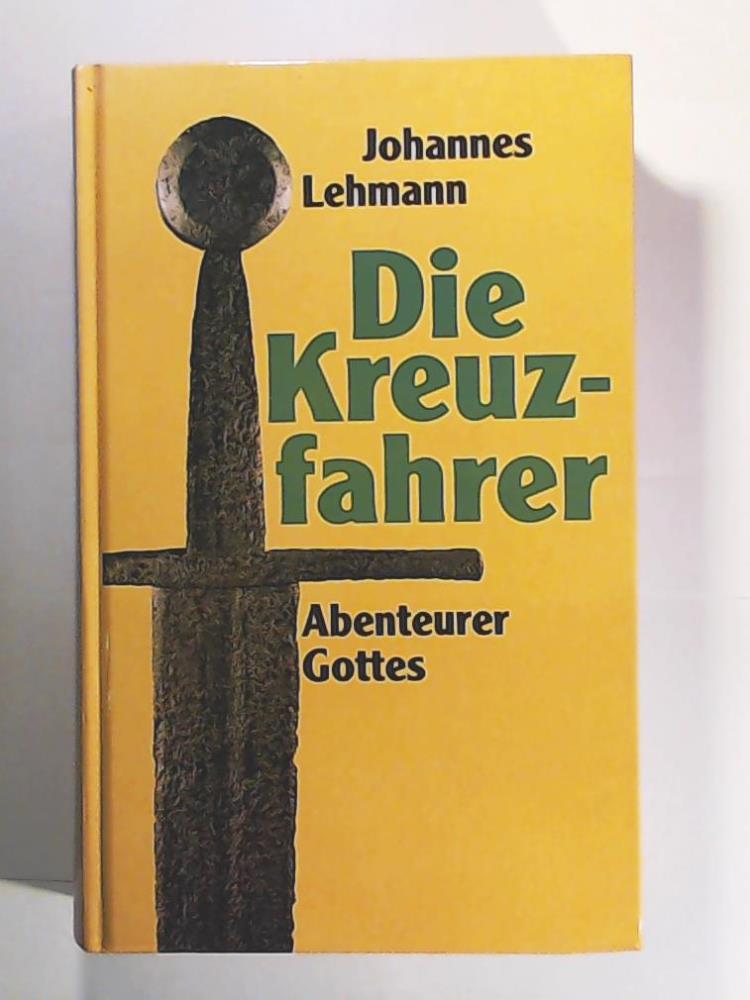 Johannes
Lehmann
Die
Kreuz-
fahrer
Abenteurer
Gottes